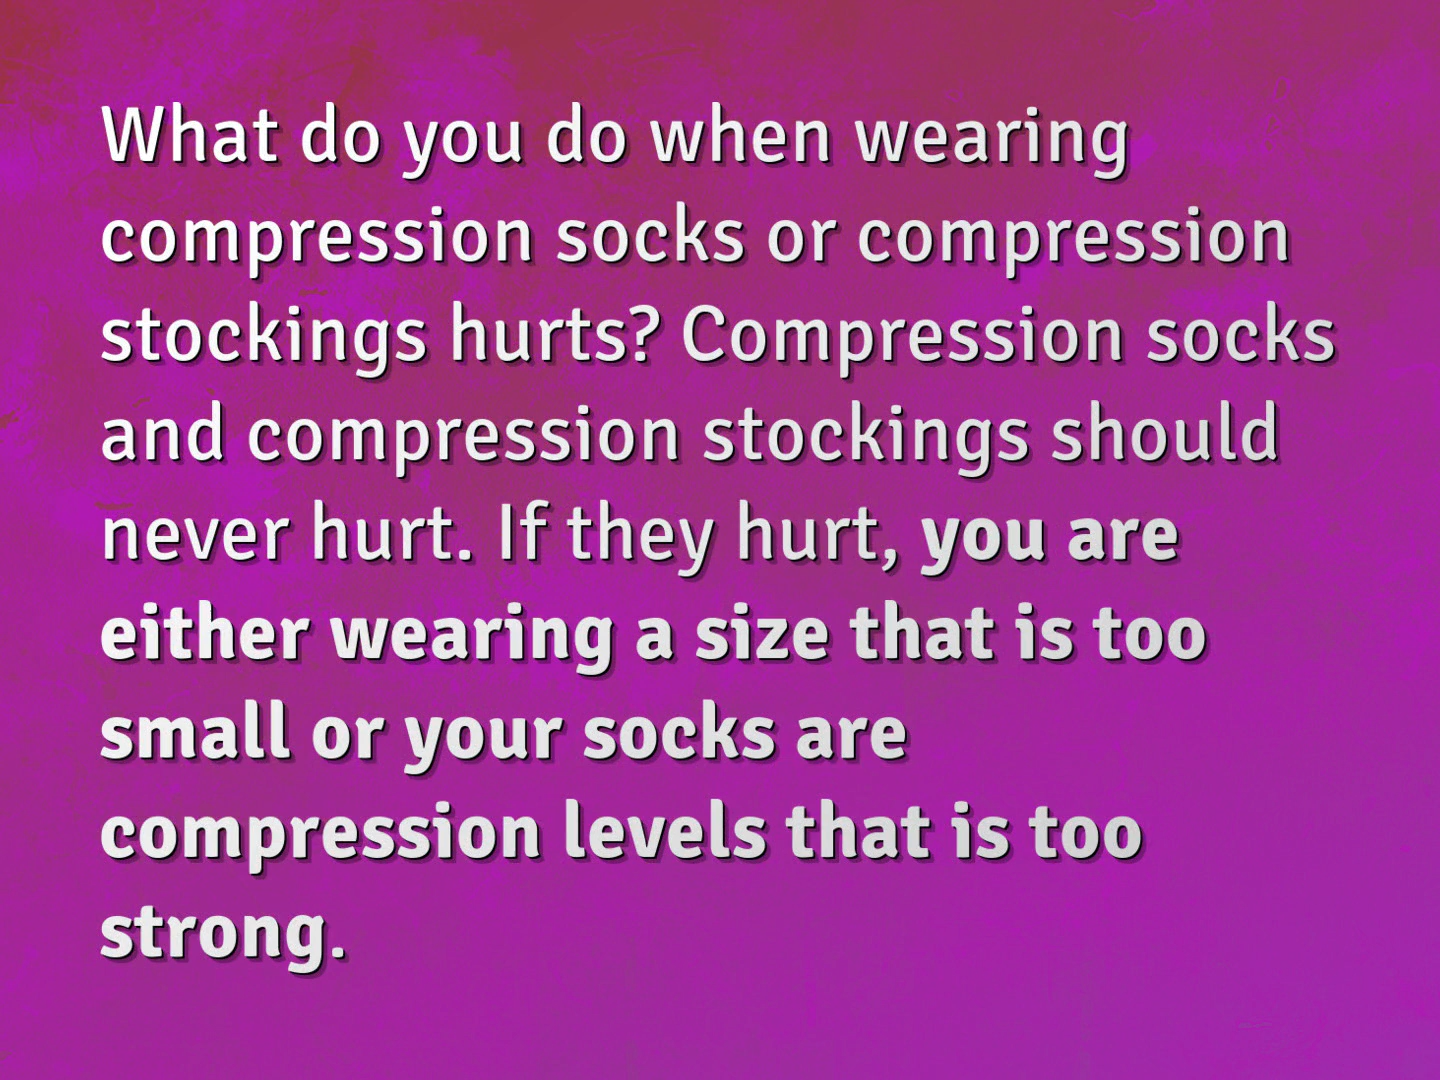 What do you do when wearing
compression socks or compression
stockings hurts? Compression socks
and compression stockings should
never hurt. If they hurt, you are
either wearing a size that is too
small or your socks are
compression levels that is too
strong.